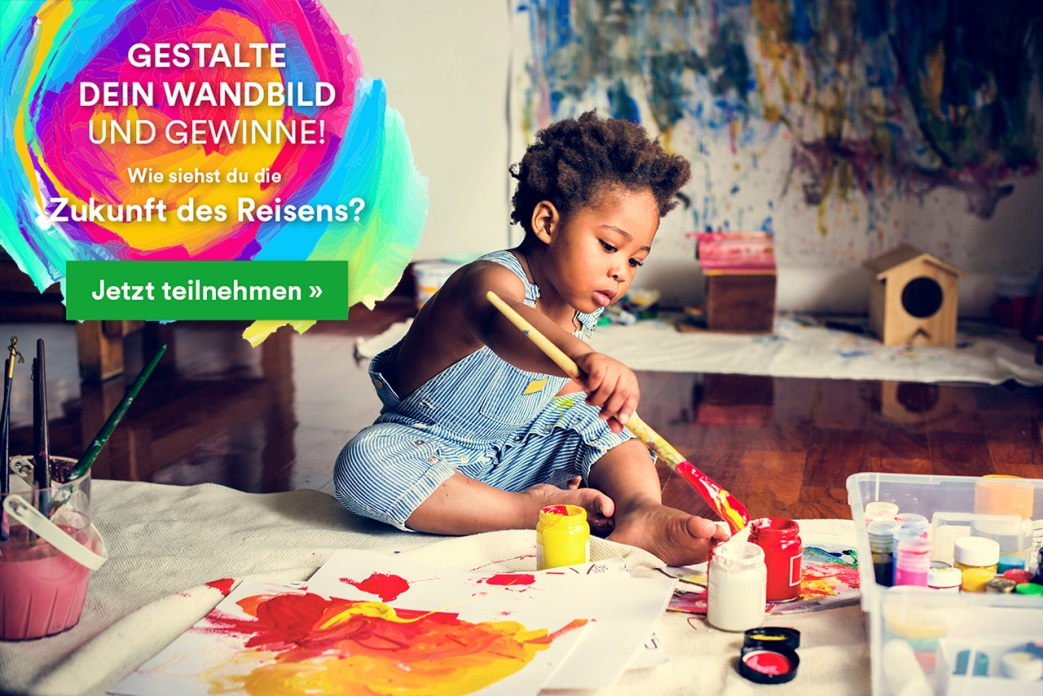 GESTALTE
DEIN WANDBILD
UND GEWINNE!
Wie siehst du die
Zukunft des Reisens?
Jetzt teilnehmen »